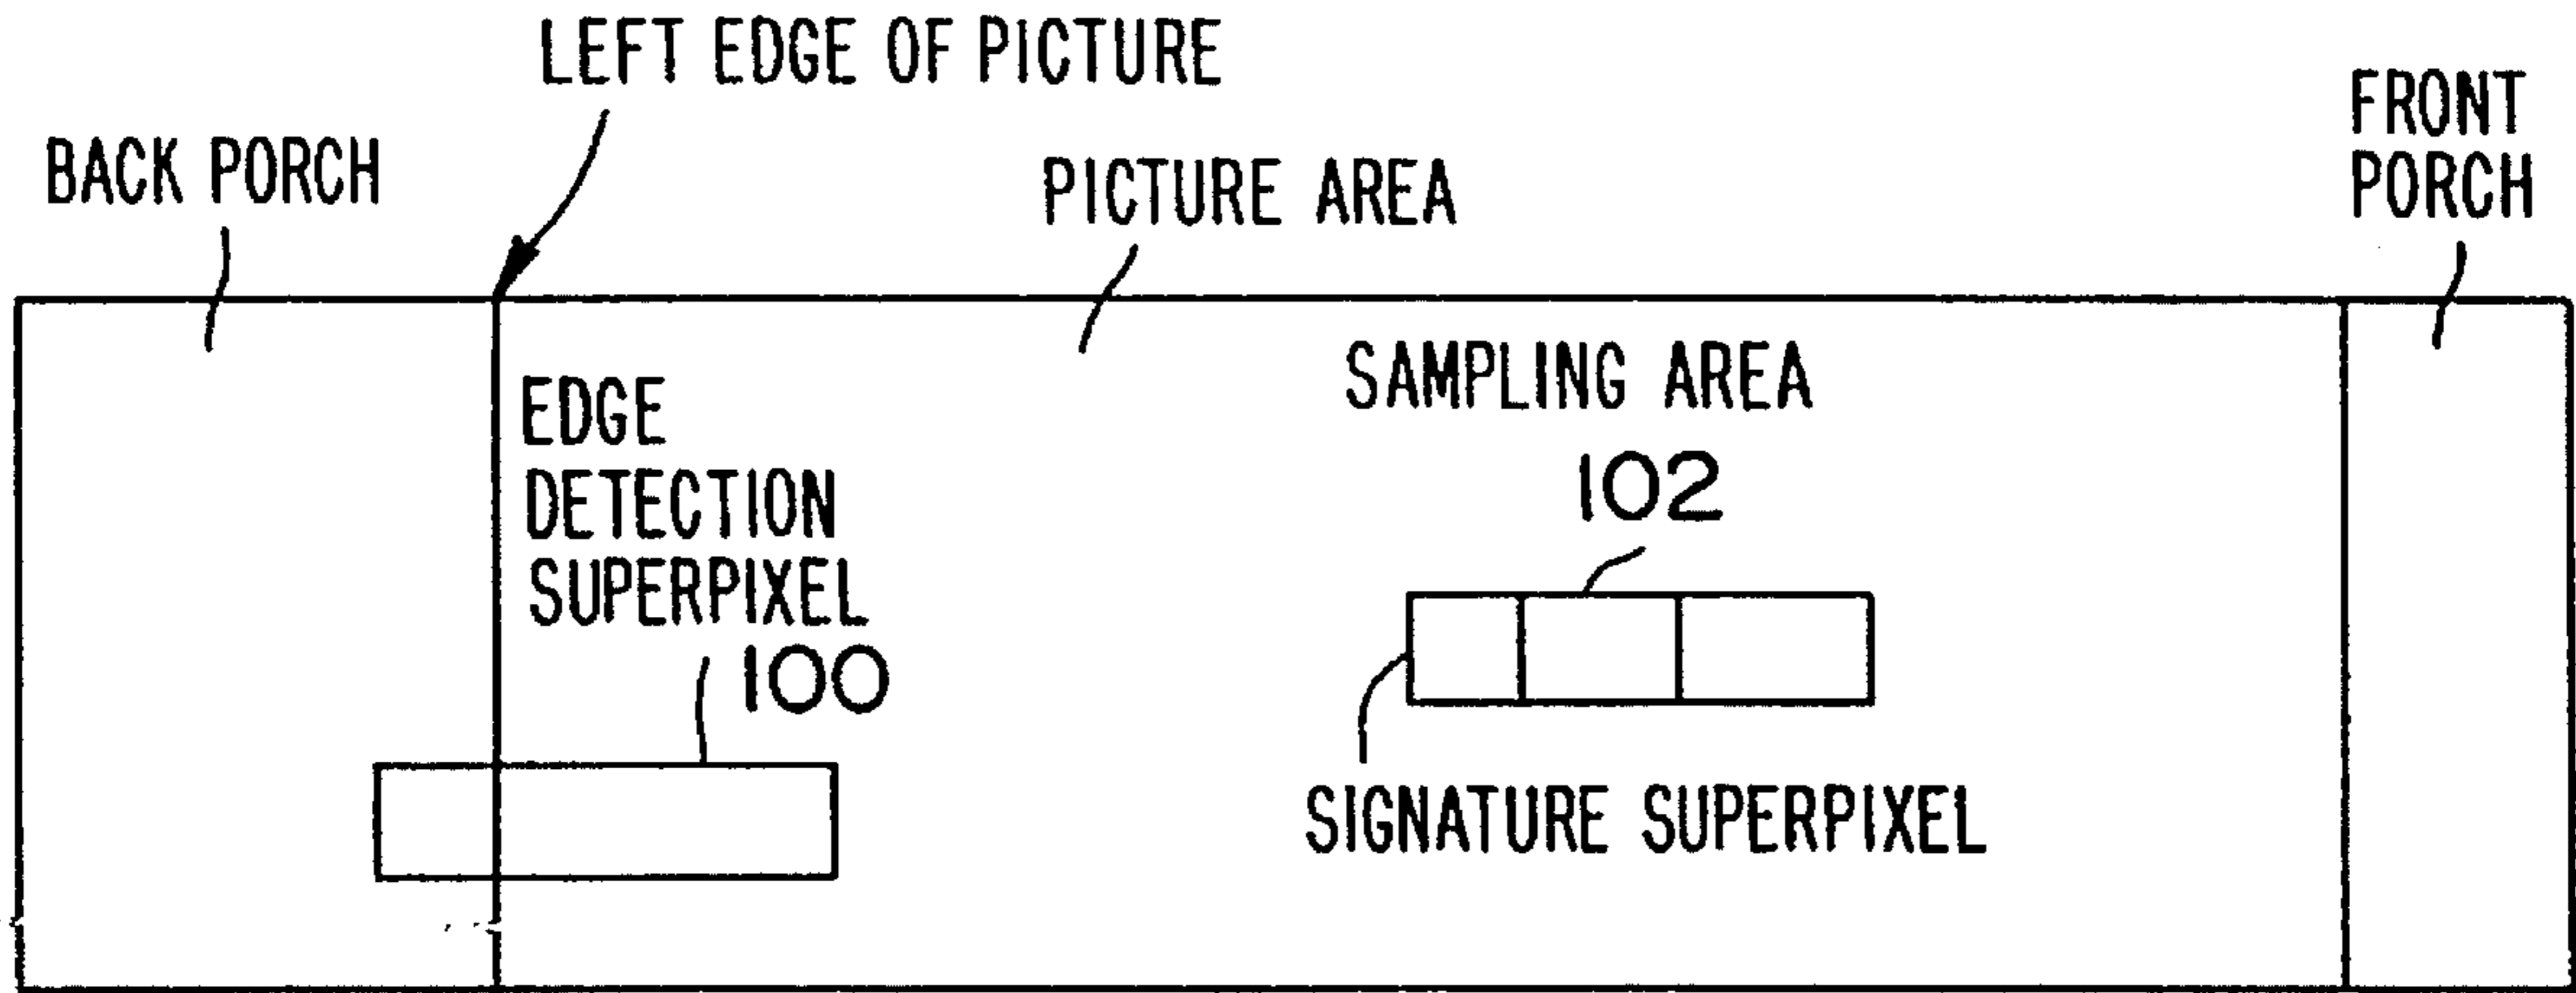 LEFT EDGE OF PICTURE
BACK PORCH
PICTURE AREA
FRONT
PORCH
EDGE
DETECTION
SUPERPIXEL
100
SAMPLING AREA
102
SIGNATURE SUPERPIXEL